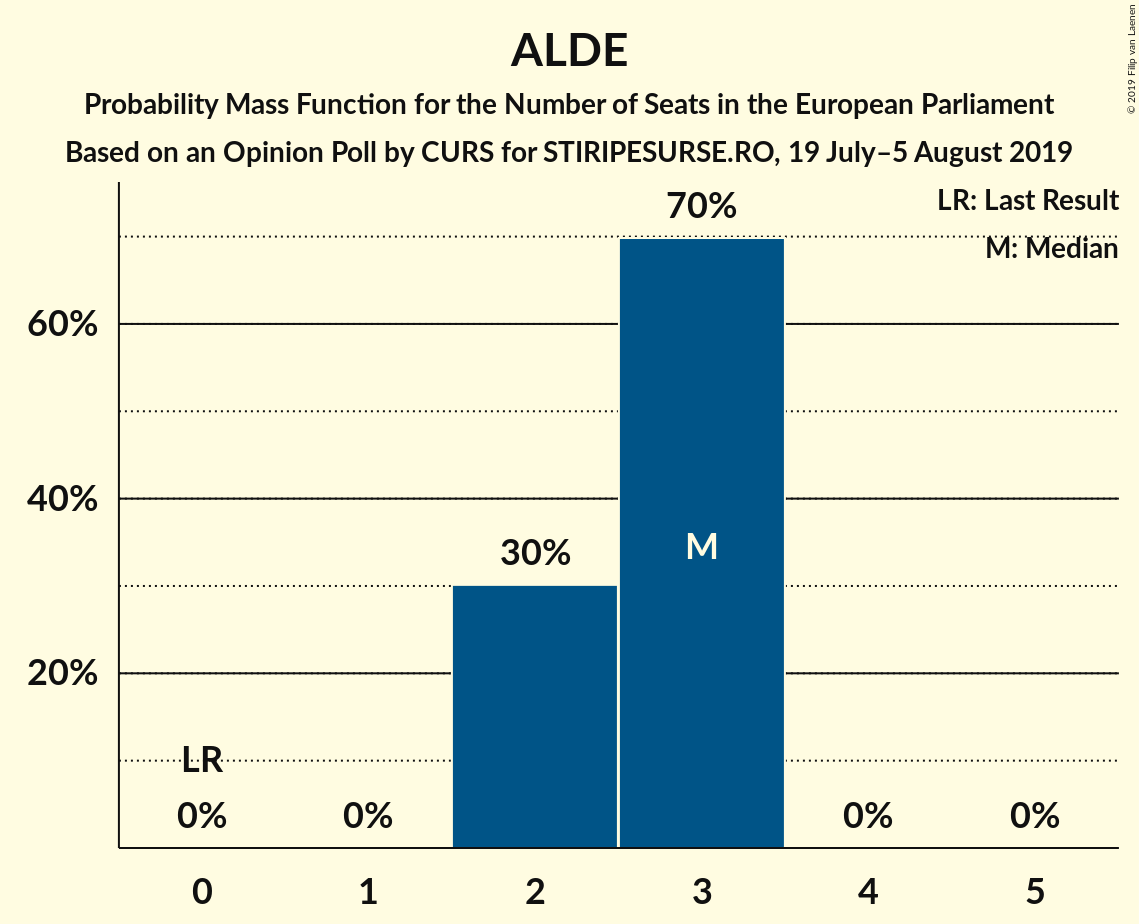 ALDE
Probability Mass Function for the Number of Seats in the European Parliament
Based on an Opinion Poll by CURS for STIRIPESURSE.RO, 19 July–5 August 2019
© 2019 Filip van Laenen
LR: Last Result
M: Median
70%
60%
40%
30%
M
20%
LR
0%
0%
0%
0%
0 1 2 3 4 5